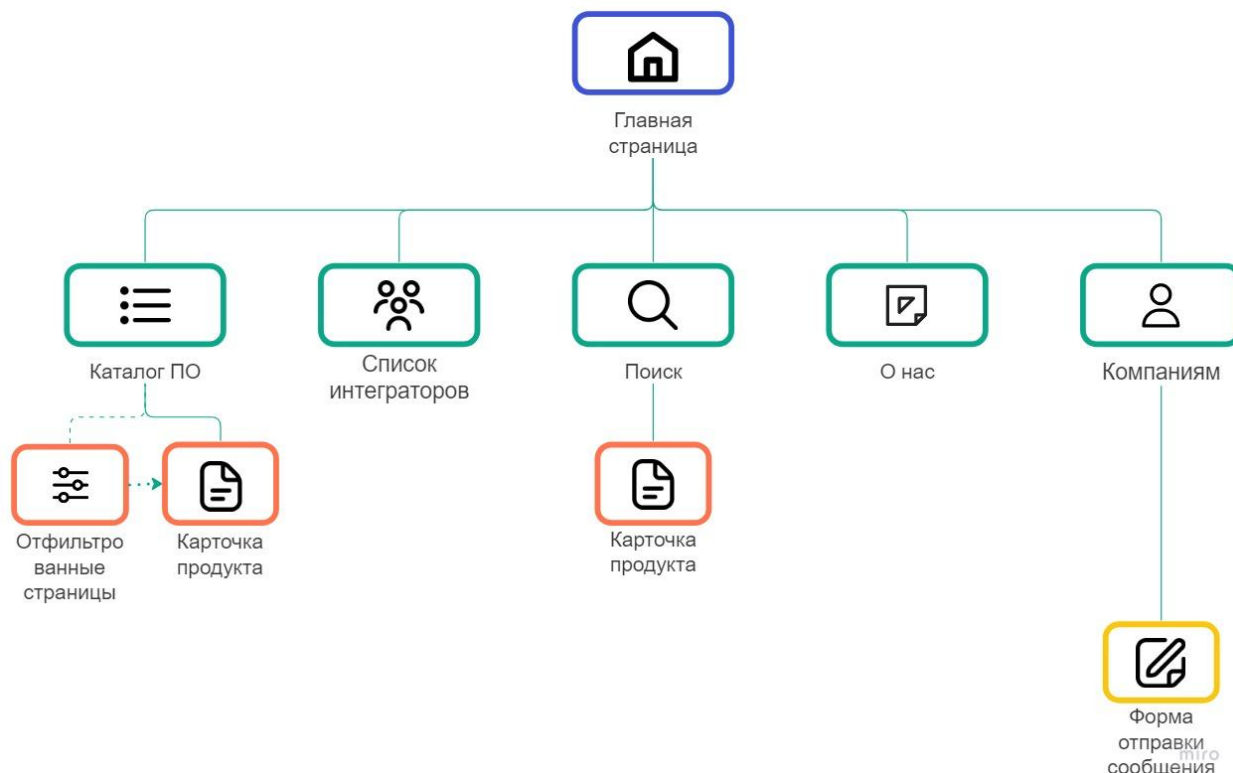 Главная
страница
Каталог ПО
Список
интеграторов
Поиск
О нас
Компаниям
Отфильтро
ванные
страницы
Карточка
продукта
Карточка
продукта
Форма
отправки
сообщения
miro